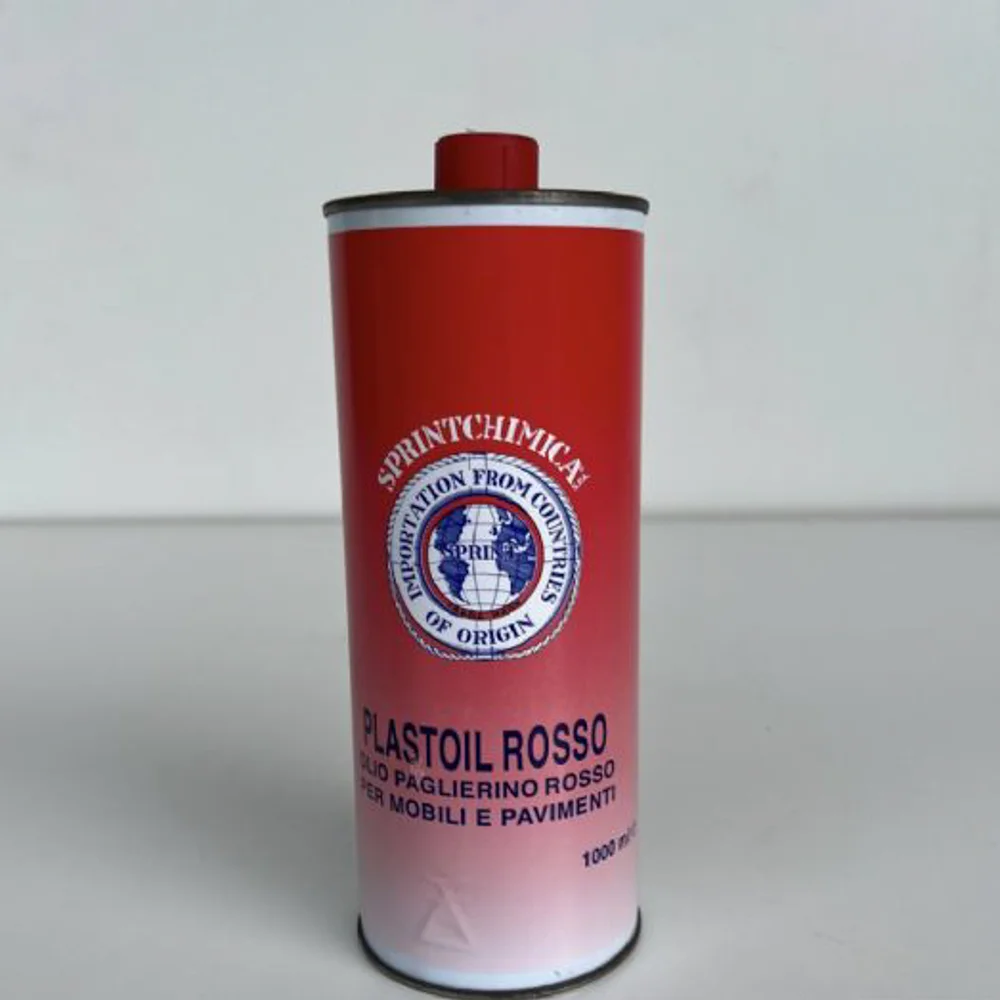 SPRINTCHIMICA
IMPORTATION FROM COUNTRIES
OF ORIGIN
SPRINT
PLASTOIL ROSSO
OLIO PAGLIERINO ROSSO
PER MOBILI E PAVIMENTI
1000 ml